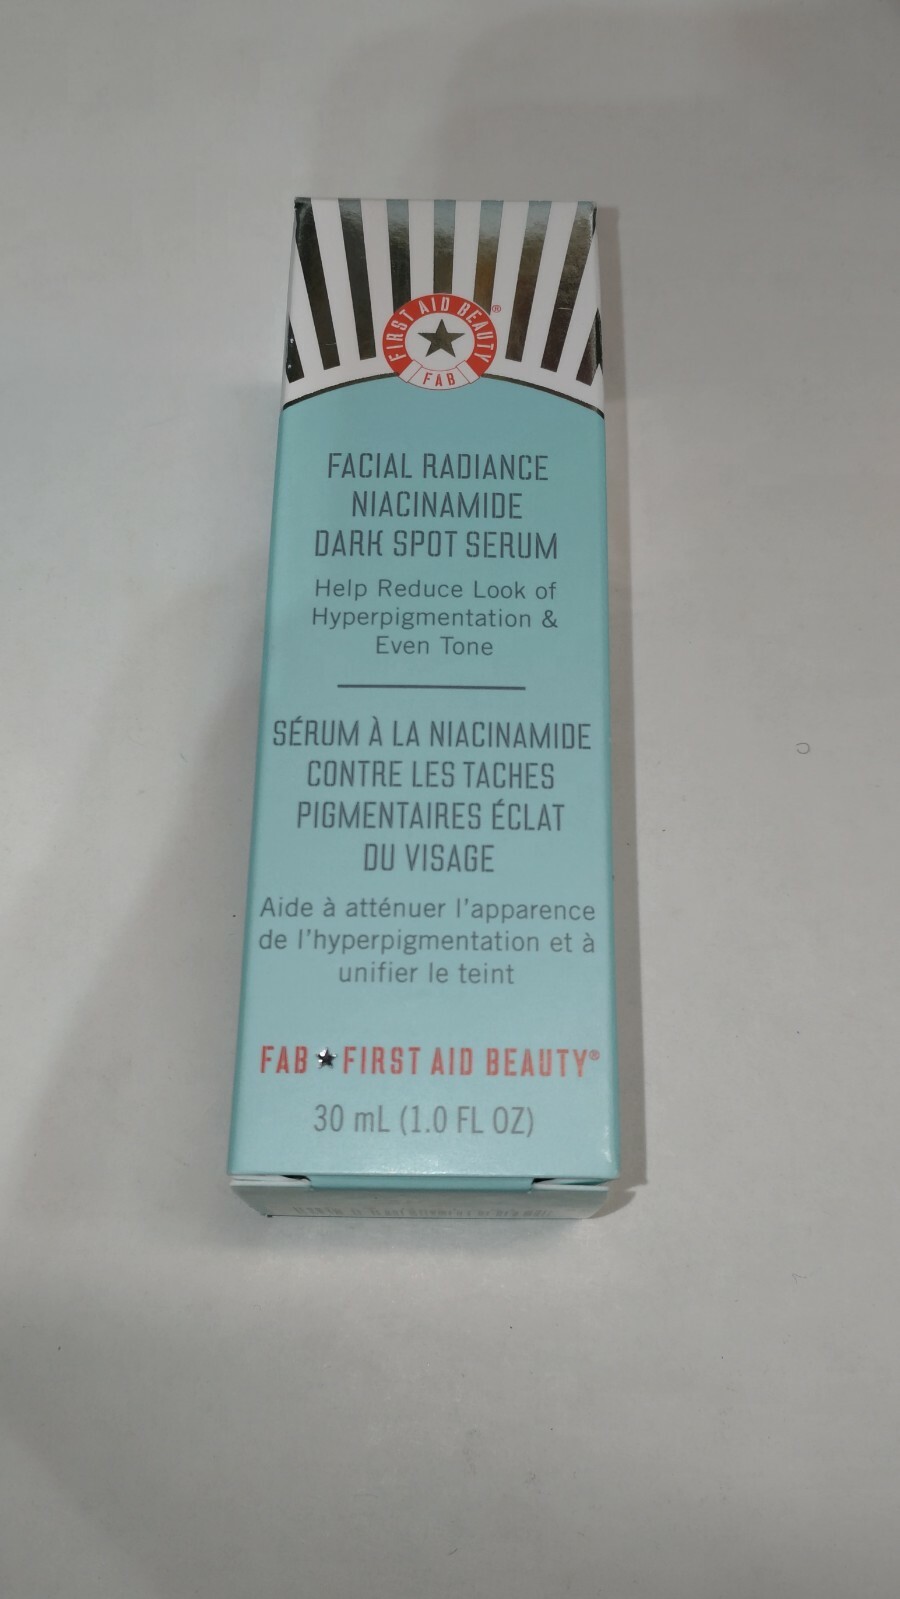 FIRST AID BEAUTY®
FAB
FACIAL RADIANCE
NIACINAMIDE
DARK SPOT SERUM
Help Reduce Look of
Hyperpigmentation &
Even Tone
SÉRUM À LA NIACINAMIDE
CONTRE LES TACHES
PIGMENTAIRES ÉCLAT
DU VISAGE
Aide à atténuer l'apparence
de l'hyperpigmentation et à
unifier le teint
FAB★FIRST AID BEAUTY®
30 mL (1.0 FL OZ)